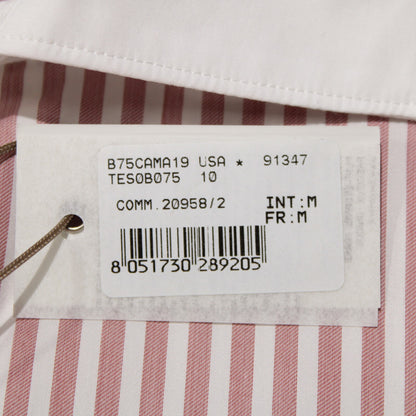 B75CAMA19 USA * 91347
TES0B075 10
COMM.20958/2 INT:M
FR:M
8 051730 289205